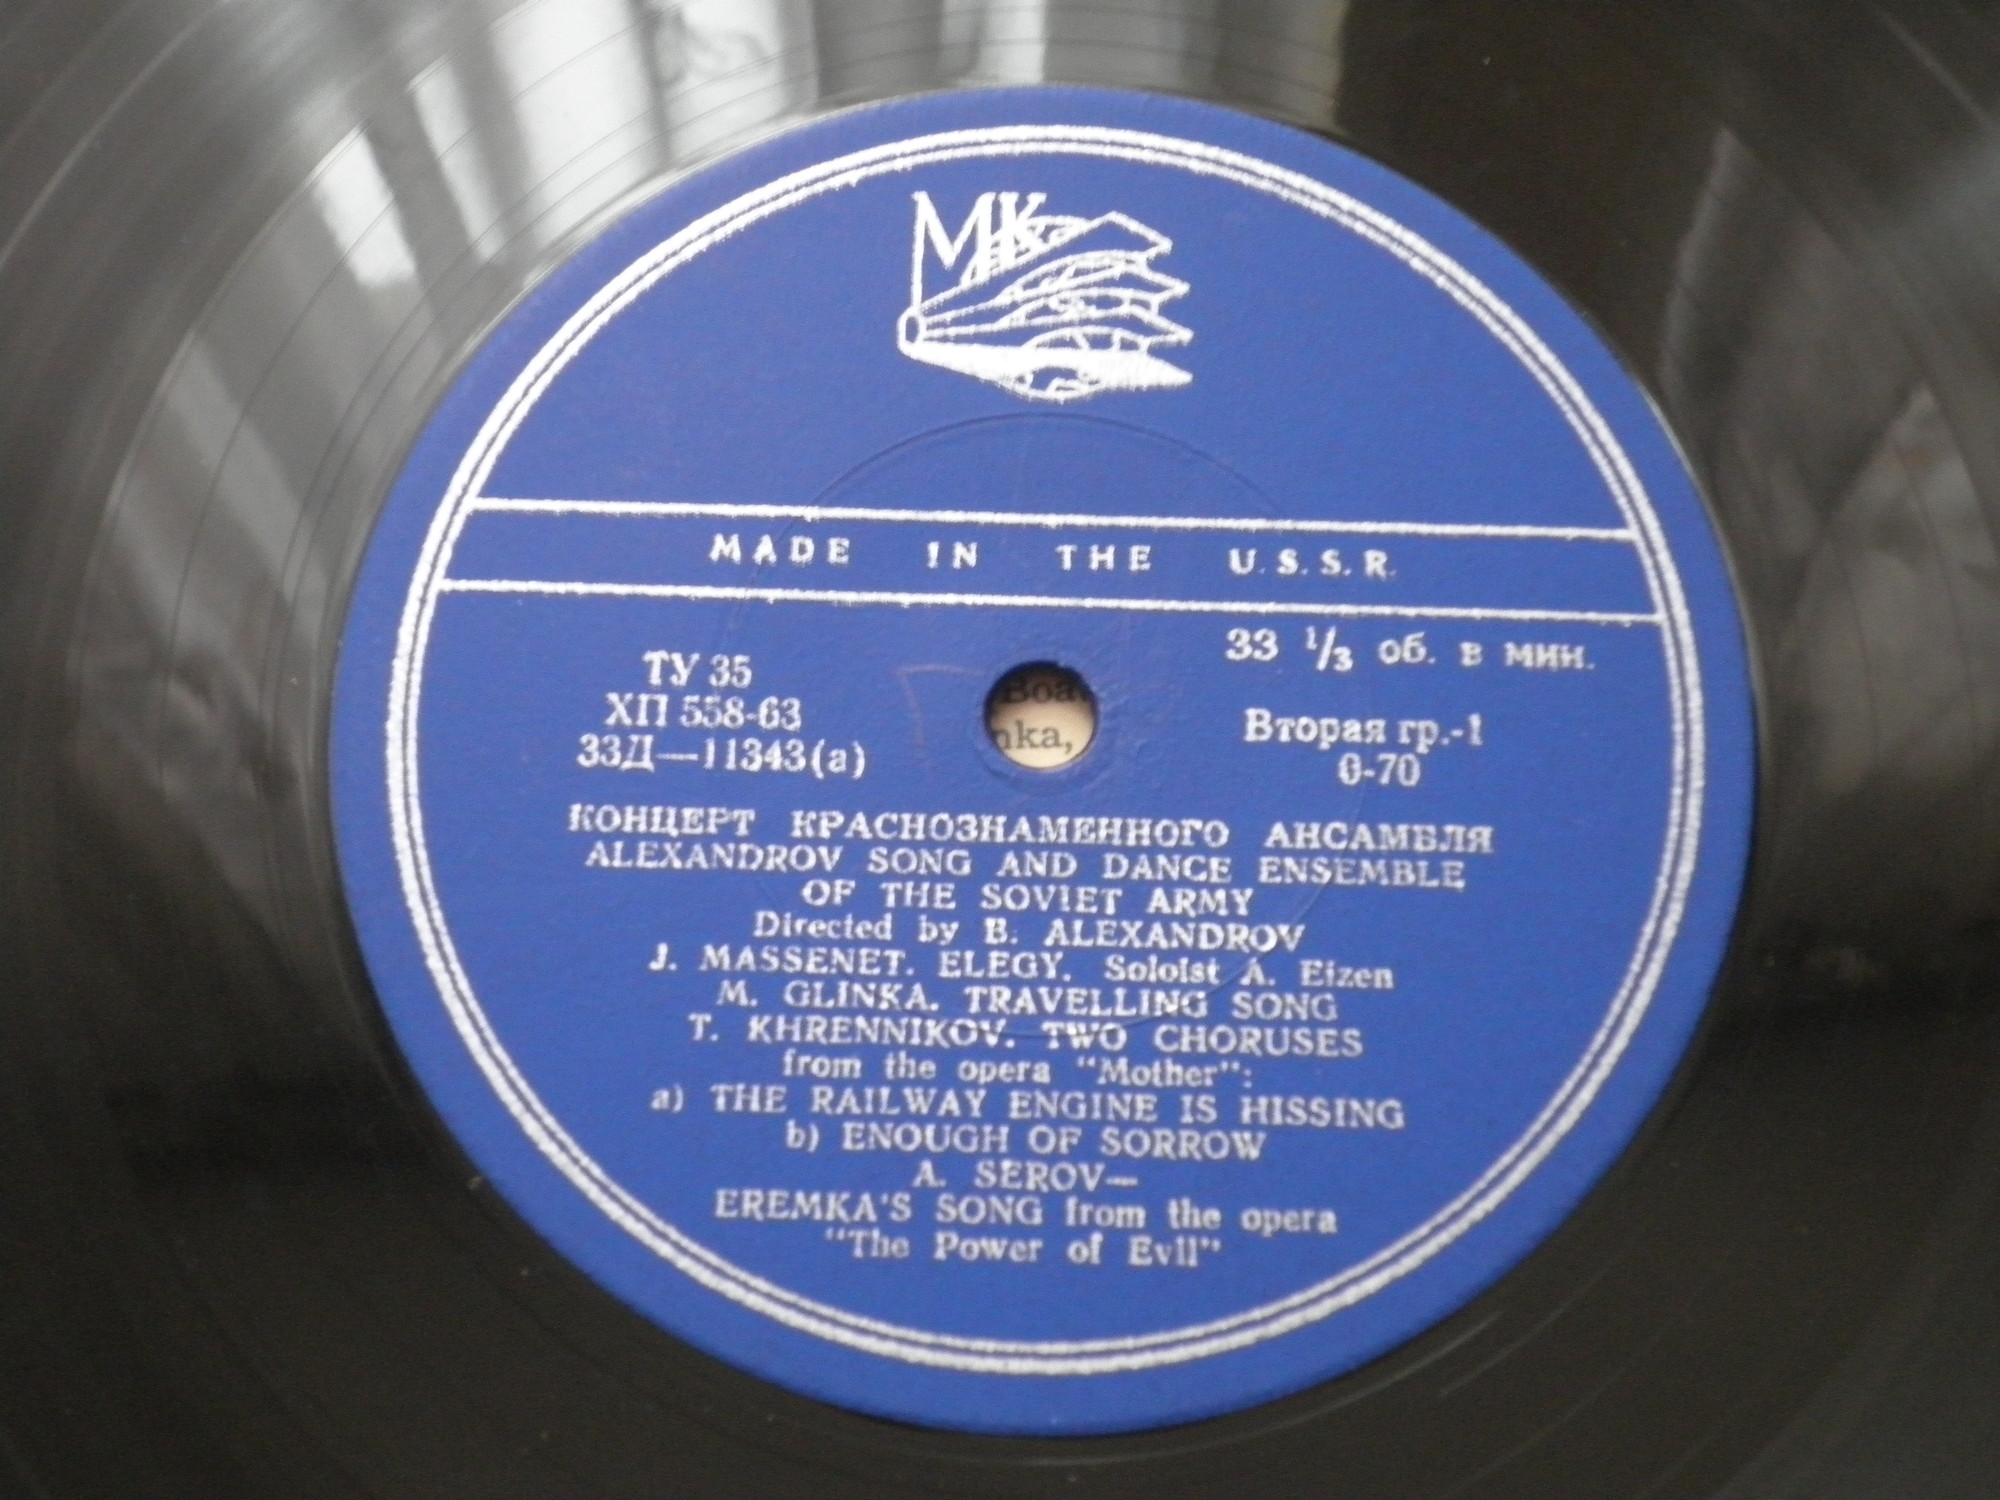 МК
MADE IN THE U.S.S.R.
33 1/3 об. в мин.
ТУ 35
ХП 558-63
33Д—11343(а)
Вторая гр.-1
0-70
Boa
nka,
КОНЦЕРТ КРАСНОЗНАМЕННОГО АНСАМБЛЯ
ALEXANDROV SONG AND DANCE ENSEMBLE
OF THE SOVIET ARMY
Directed by B. ALEXANDROV
J. MASSENET. ELEGY. Soloist A. Eizen
M. GLINKA. TRAVELLING SONG
T. KHRENNIKOV. TWO CHORUSES
from the opera "Mother":
a) THE RAILWAY ENGINE IS HISSING
b) ENOUGH OF SORROW
A. SEROV—
EREMKA'S SONG from the opera
"The Power of Evil"